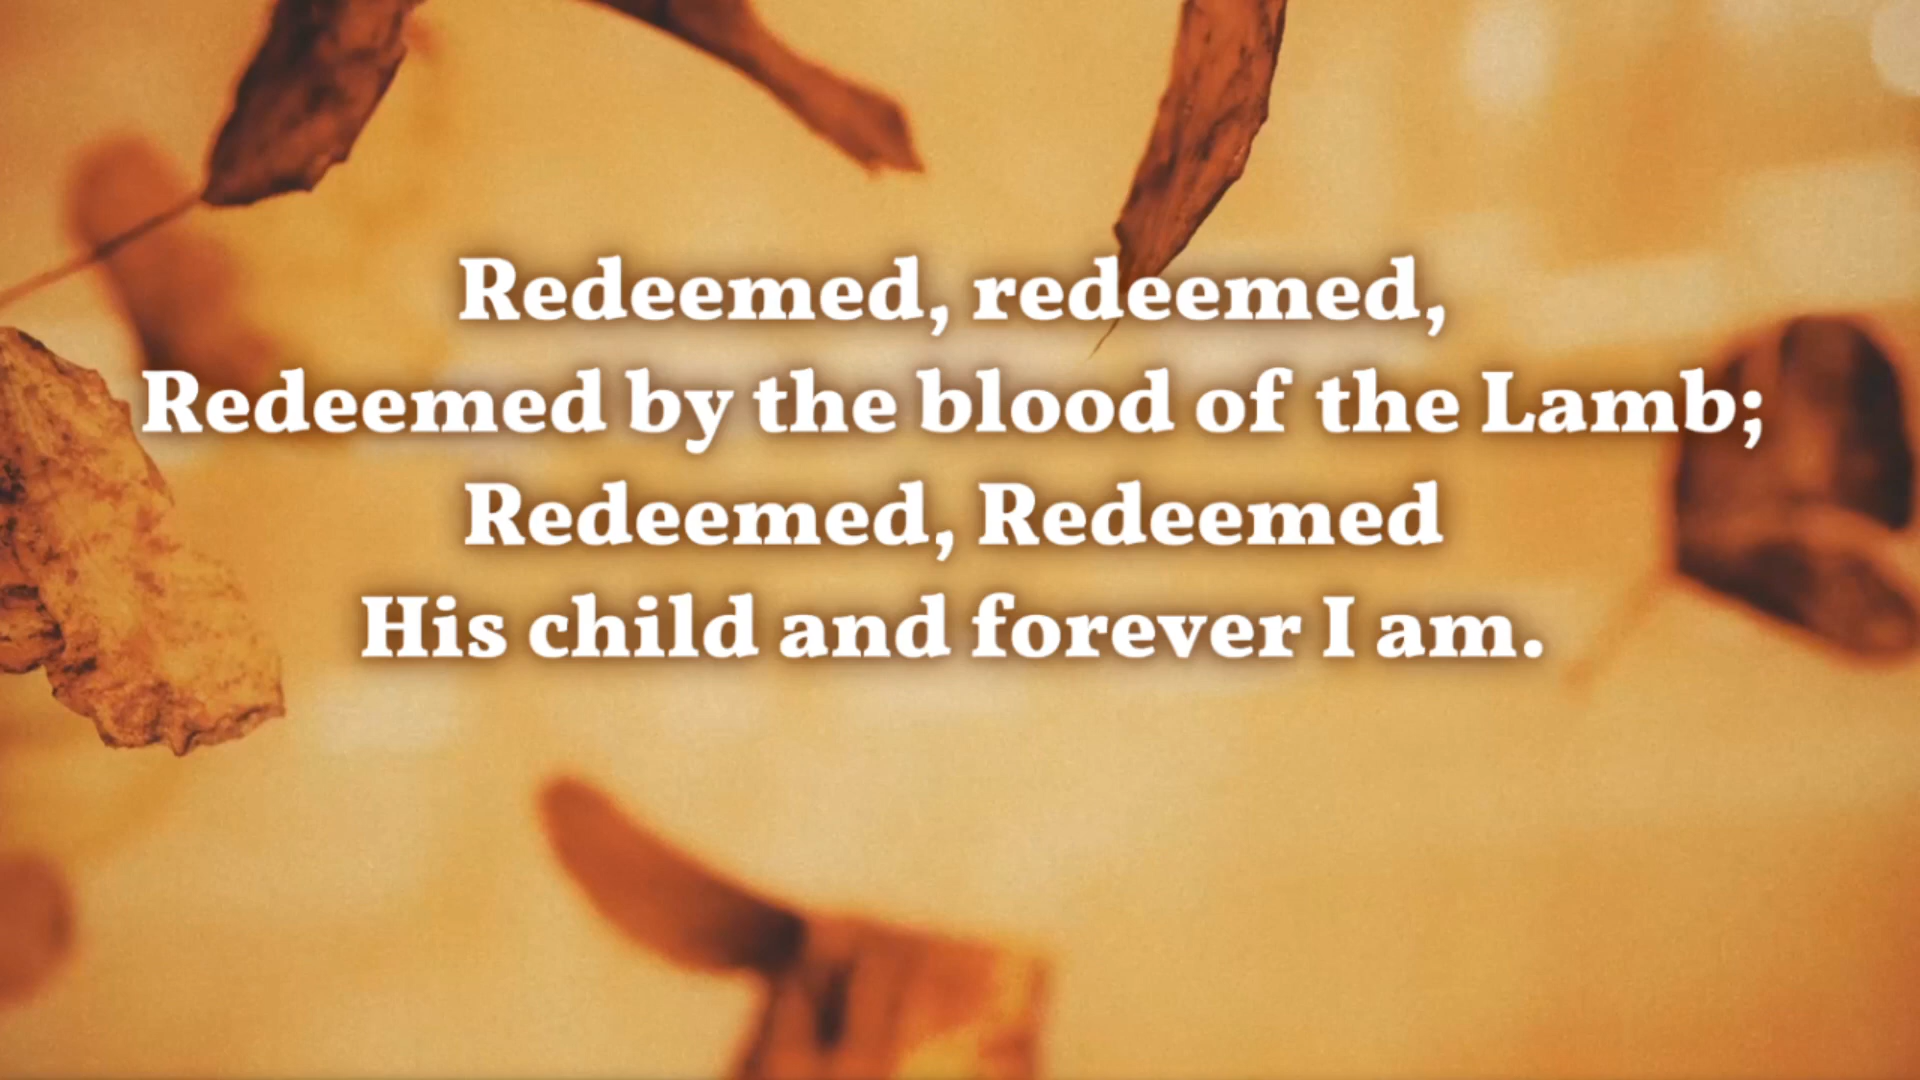 Redeemed, redeemed,
Redeemed by the blood of the Lamb;
Redeemed, Redeemed
His child and forever I am.